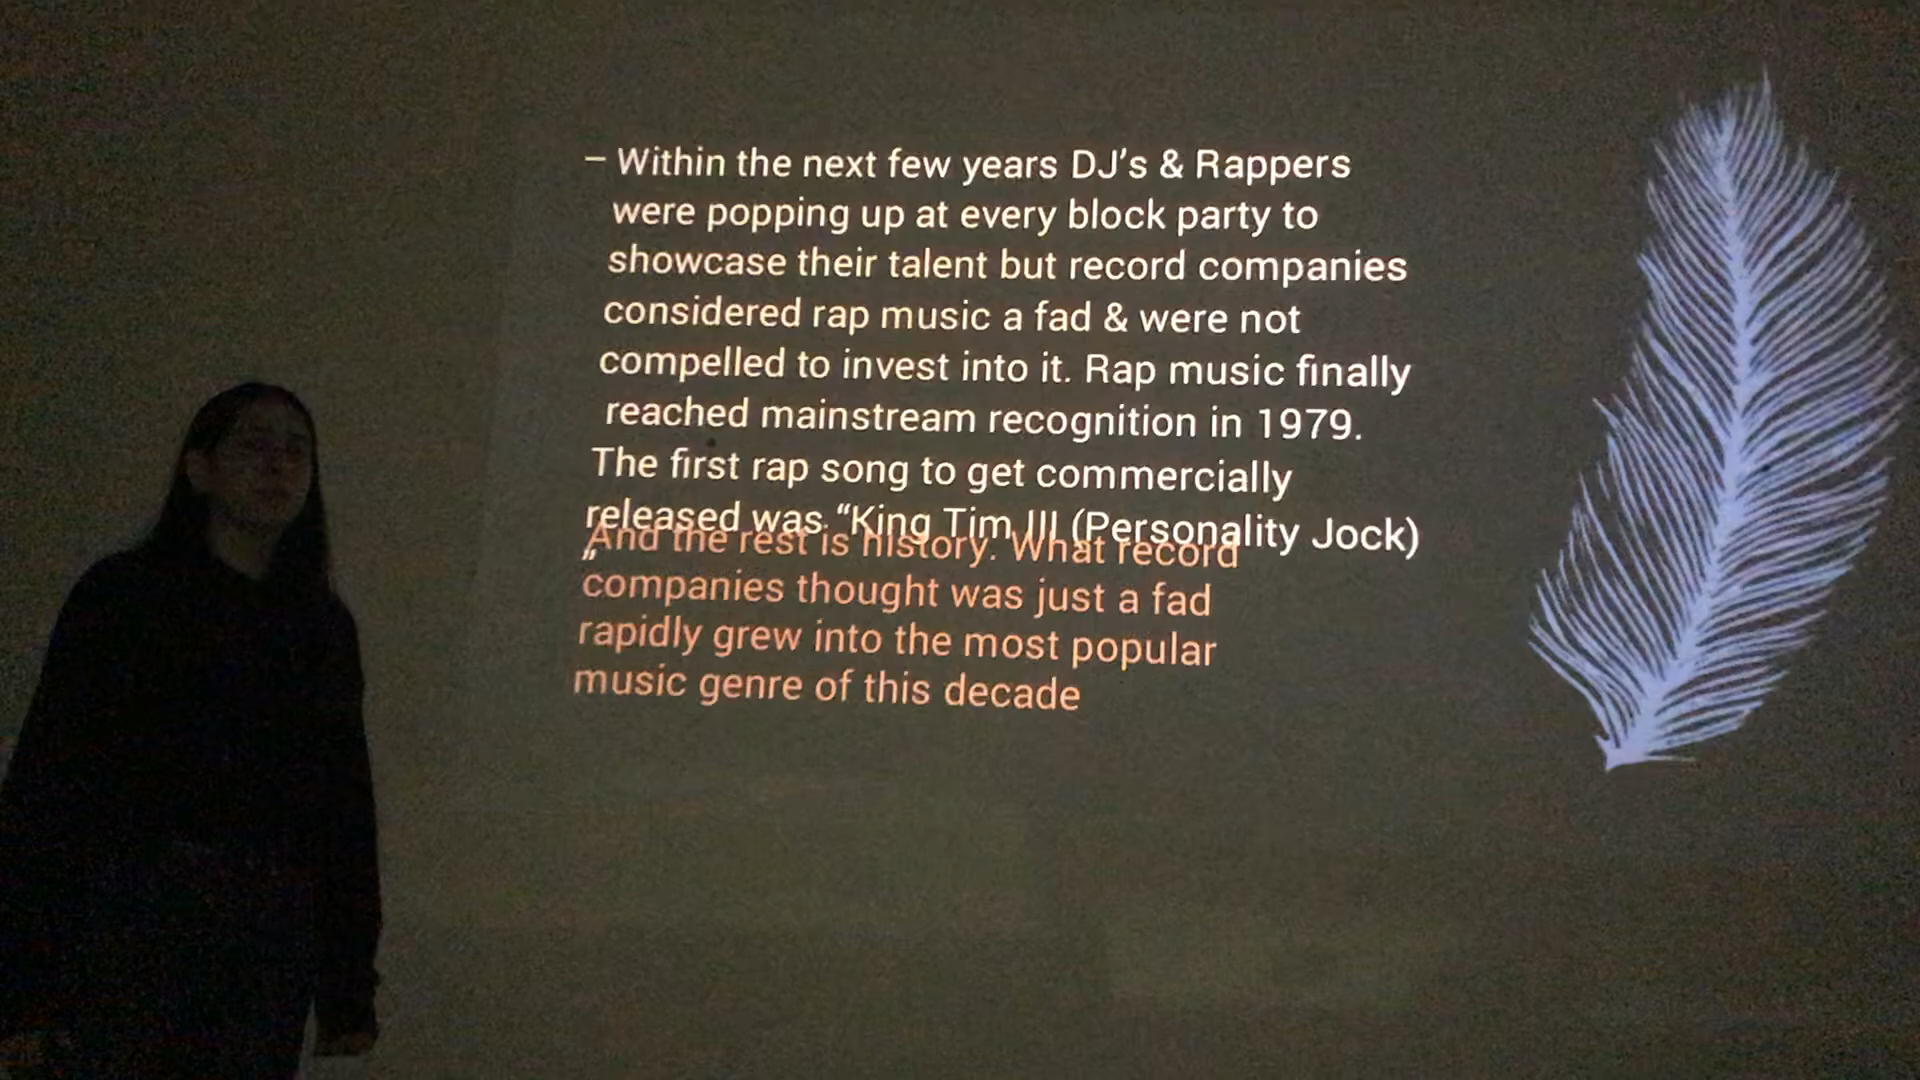 – Within the next few years DJ's & Rappers
were popping up at every block party to
showcase their talent but record companies
considered rap music a fad & were not
compelled to invest into it. Rap music finally
reached mainstream recognition in 1979.
The first rap song to get commercially
released was “King Tim III (Personality Jock)
”
And the rest is history. What record
companies thought was just a fad
rapidly grew into the most popular
music genre of this decade